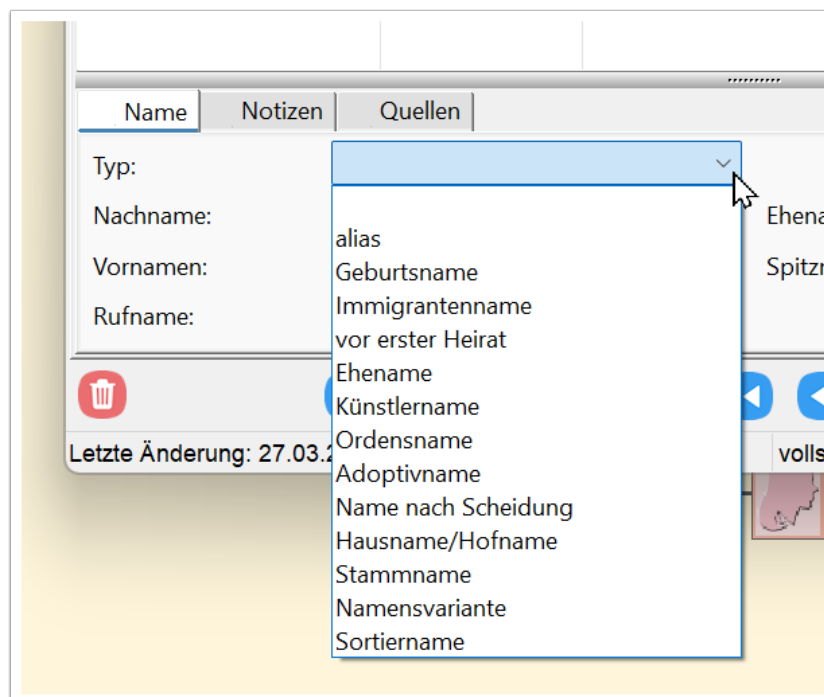 Name Notizen Quellen
Typ:
Nachname:
Vornamen:
Rufname:
alias
Geburtsname
Immigrantenname
vor erster Heirat
Ehename
Künstlername
Ordensname
Adoptivname
Name nach Scheidung
Hausname/Hofname
Stammname
Namensvariante
Sortiername
Letzte Änderung: 27.03.